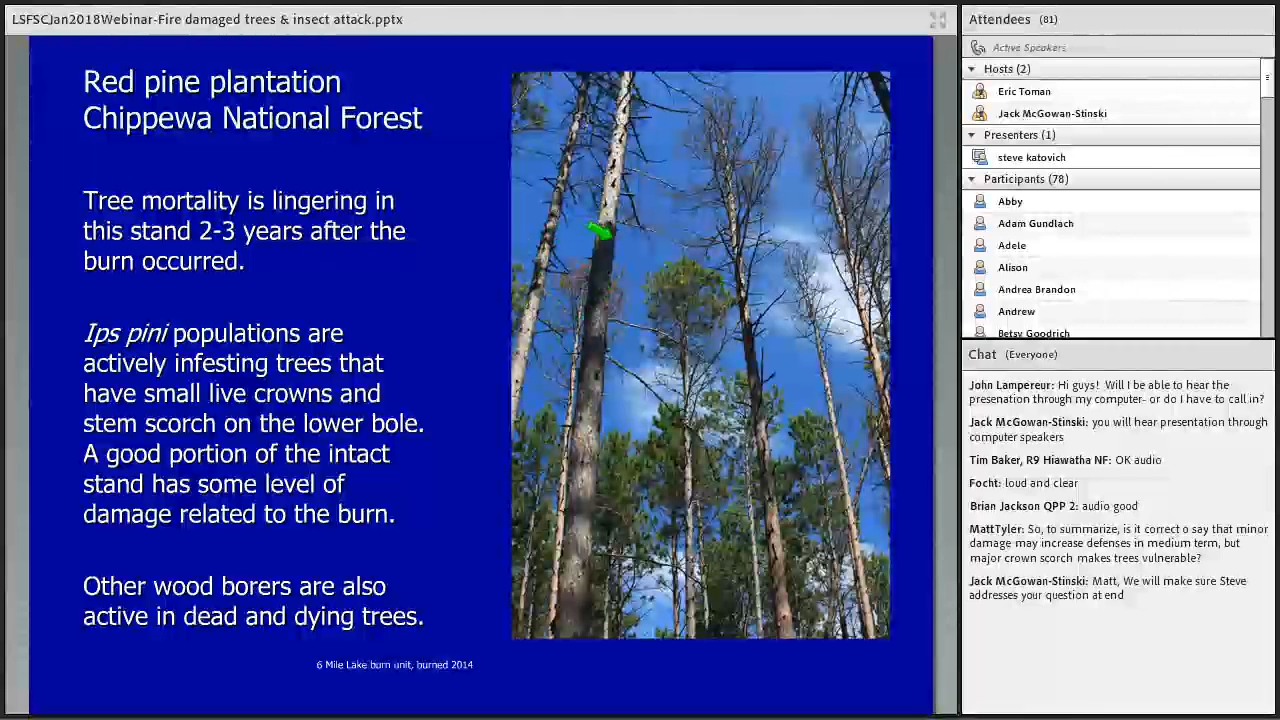 LSFSCJan2018Webinar-Fire damaged trees & insect attack.pptx
Red pine plantation
Chippewa National Forest
Tree mortality is lingering in
this stand 2-3 years after the
burn occurred.
Ips pini populations are
actively infesting trees that
have small live crowns and
stem scorch on the lower bole.
A good portion of the intact
stand has some level of
damage related to the burn.
Other wood borers are also
active in dead and dying trees.
6 Mile Lake burn unit, burned 2014
Attendees (81)
Active Speakers
Hosts (2)
Eric Toman
Jack McGowan-Stinski
Presenters (1)
steve katovich
Participants (78)
Abby
Adam Gundlach
Adele
Alison
Andrea Brandon
Andrew
Betsy Goodrich
Chat (Everyone)
John Lampereur: Hi guys! Will I be able to hear the
presenation through my computer- or do I have to call in?
Jack McGowan-Stinski: you will hear presentation through
computer speakers
Tim Baker, R9 Hiawatha NF: OK audio
Focht: loud and clear
Brian Jackson QPP 2: audio good
MattTyler: So, to summarize, is it correct o say that minor
damage may increase defenses in medium term, but
major crown scorch makes trees vulnerable?
Jack McGowan-Stinski: Matt, We will make sure Steve
addresses your question at end